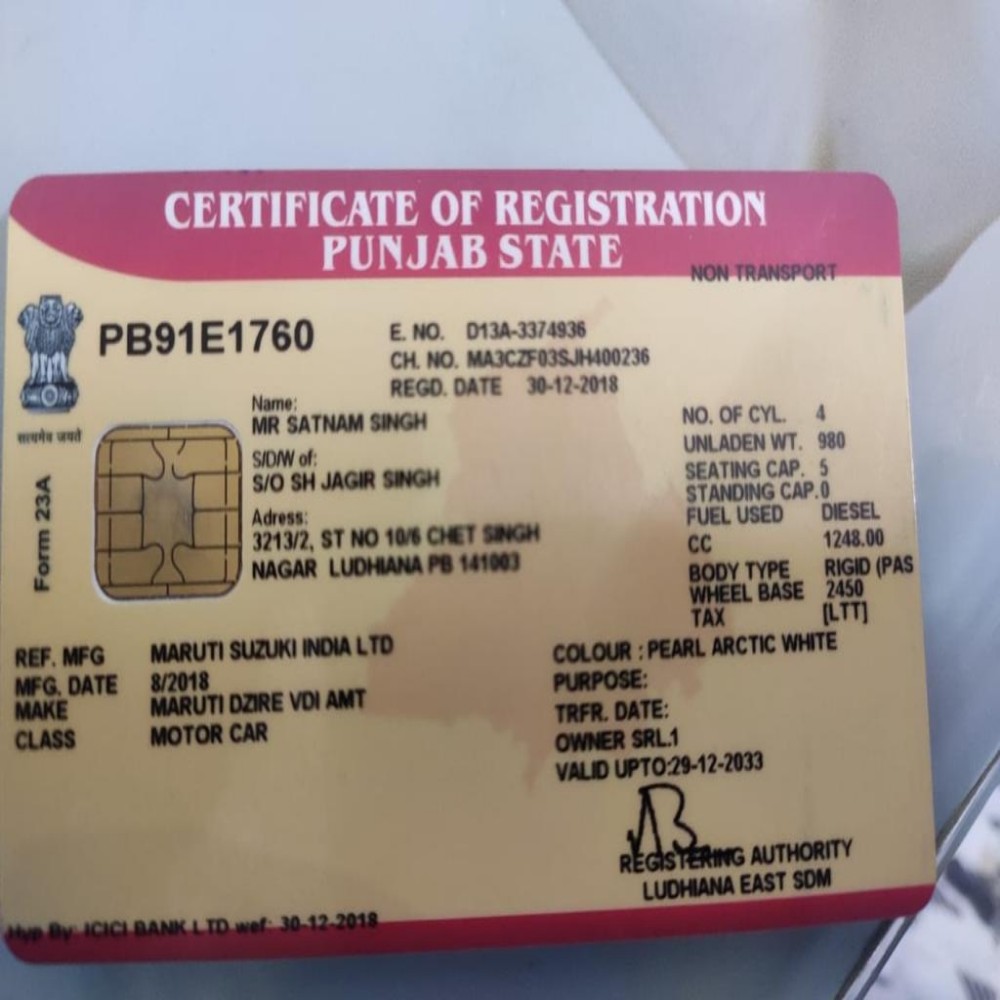 CERTIFICATE OF REGISTRATION
PUNJAB STATE
NON TRANSPORT
PB91E1760
E. NO. D13A-3374936
CH. NO. MA3CZF03SJH400236
REGD. DATE 30-12-2018
सत्यमेव जयते
Form 23A
Name:
MR SATNAM SINGH
S/D/W of:
S/O SH JAGIR SINGH
Adress:
3213/2, ST NO 10/6 CHET SINGH
NAGAR LUDHIANA PB 141003
NO. OF CYL. 4
UNLADEN WT. 980
SEATING CAP. 5
STANDING CAP.0
FUEL USED DIESEL
CC 1248.00
BODY TYPE RIGID (PAS
WHEEL BASE 2450
TAX [LTT]
REF. MFG MARUTI SUZUKI INDIA LTD
MFG. DATE 8/2018
MAKE MARUTI DZIRE VDI AMT
CLASS MOTOR CAR
COLOUR : PEARL ARCTIC WHITE
PURPOSE:
TRFR. DATE:
OWNER SRL.1
VALID UPTO:29-12-2033
REGISTERING AUTHORITY
LUDHIANA EAST SDM
Hyp By: ICICI BANK LTD wef: 30-12-2018